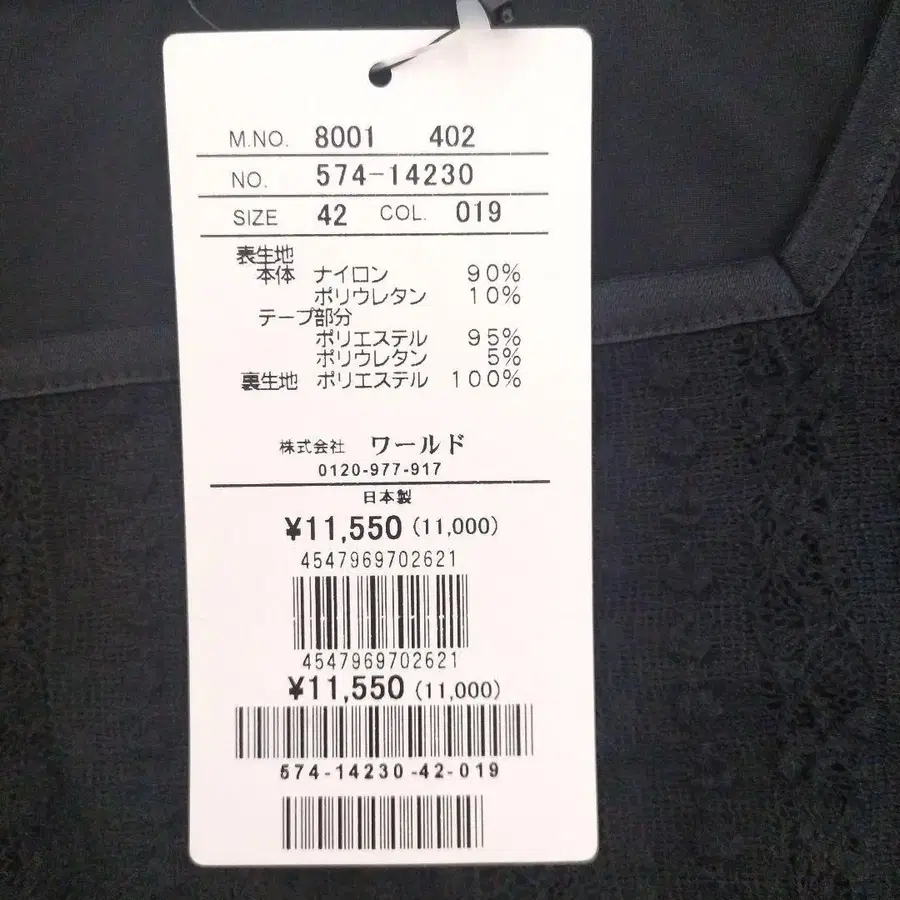 M.NO. 8001 402
NO. 574-14230
SIZE 42 COL. 019
表生地
本体 ナイロン 90%
ポリウレタン 10%
テープ部分
ポリエステル 95%
ポリウレタン 5%
裏生地 ポリエステル 100%
株式会社 ワールド
0120-977-917
日本製
¥11,550 (11,000)
4547969702621
4547969702621
¥11,550 (11,000)
574-14230-42-019